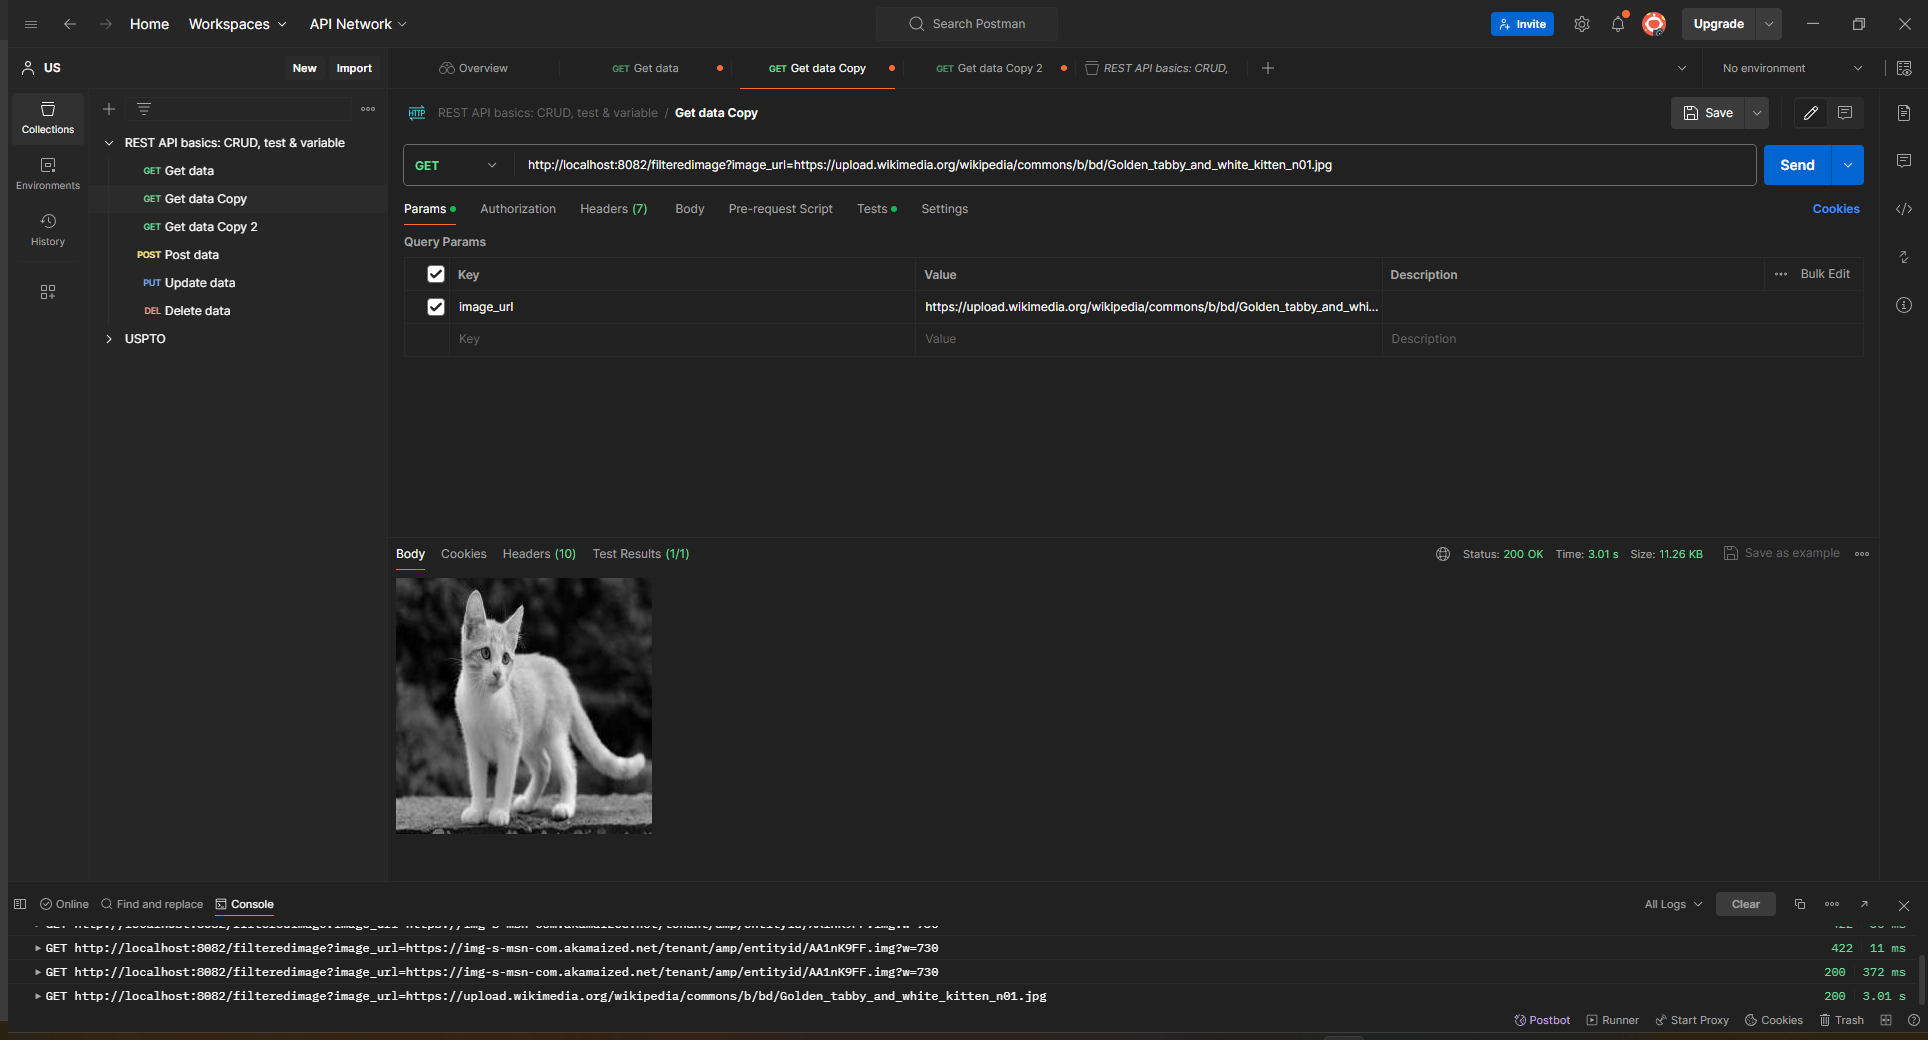 Home Workspaces API Network Search Postman Invite Upgrade
US New Import Overview GET Get data GET Get data Copy GET Get data Copy 2 REST API basics: CRUD, No environment
Collections
Environments
History
REST API basics: CRUD, test & variable
GET Get data
GET Get data Copy
GET Get data Copy 2
POST Post data
PUT Update data
DEL Delete data
USPTO
HTTP REST API basics: CRUD, test & variable / Get data Copy Save
GET http://localhost:8082/filteredimage?image_url=https://upload.wikimedia.org/wikipedia/commons/b/bd/Golden_tabby_and_white_kitten_n01.jpg Send
Params Authorization Headers (7) Body Pre-request Script Tests Settings Cookies
Query Params
Key Value Description Bulk Edit
image_url https://upload.wikimedia.org/wikipedia/commons/b/bd/Golden_tabby_and_whi...
Key Value Description
Body Cookies Headers (10) Test Results (1/1) Status: 200 OK Time: 3.01 s Size: 11.26 KB Save as example
Online Find and replace Console All Logs Clear
GET http://localhost:8082/filteredimage?image_url=https://img-s-msn-com.akamaized.net/tenant/amp/entityid/AA1nK9FF.img?w=730 422 11 ms
GET http://localhost:8082/filteredimage?image_url=https://img-s-msn-com.akamaized.net/tenant/amp/entityid/AA1nK9FF.img?w=730 200 372 ms
GET http://localhost:8082/filteredimage?image_url=https://upload.wikimedia.org/wikipedia/commons/b/bd/Golden_tabby_and_white_kitten_n01.jpg 200 3.01 s
Postbot Runner Start Proxy Cookies Trash